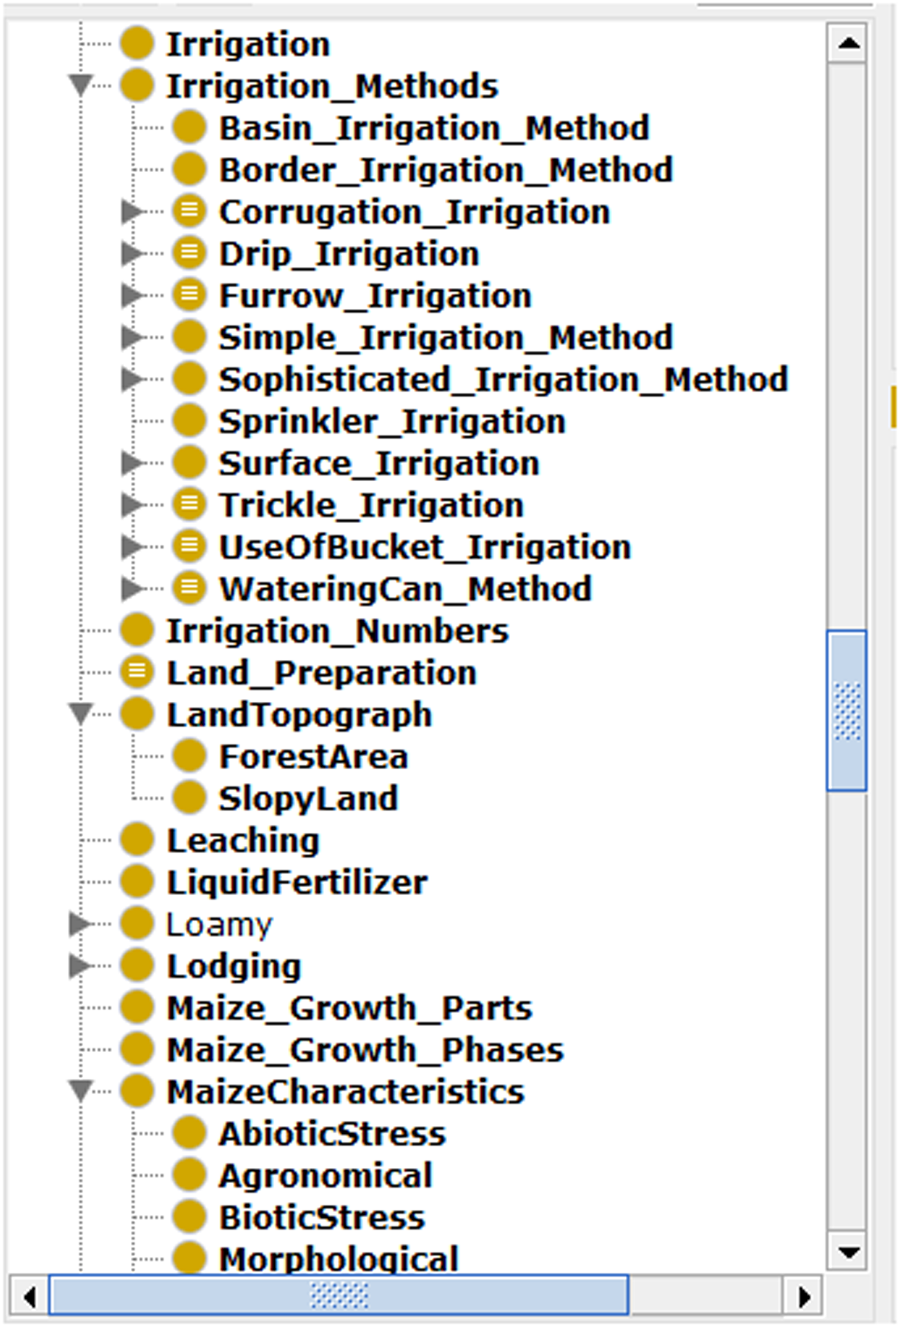 Irrigation
Irrigation_Methods
Basin_Irrigation_Method
Border_Irrigation_Method
Corrugation_Irrigation
Drip_Irrigation
Furrow_Irrigation
Simple_Irrigation_Method
Sophisticated_Irrigation_Method
Sprinkler_Irrigation
Surface_Irrigation
Trickle_Irrigation
UseOfBucket_Irrigation
WateringCan_Method
Irrigation_Numbers
Land_Preparation
LandTopograph
ForestArea
SlopyLand
Leaching
LiquidFertilizer
Loamy
Lodging
Maize_Growth_Parts
Maize_Growth_Phases
MaizeCharacteristics
AbioticStress
Agronomical
BioticStress
Morphological